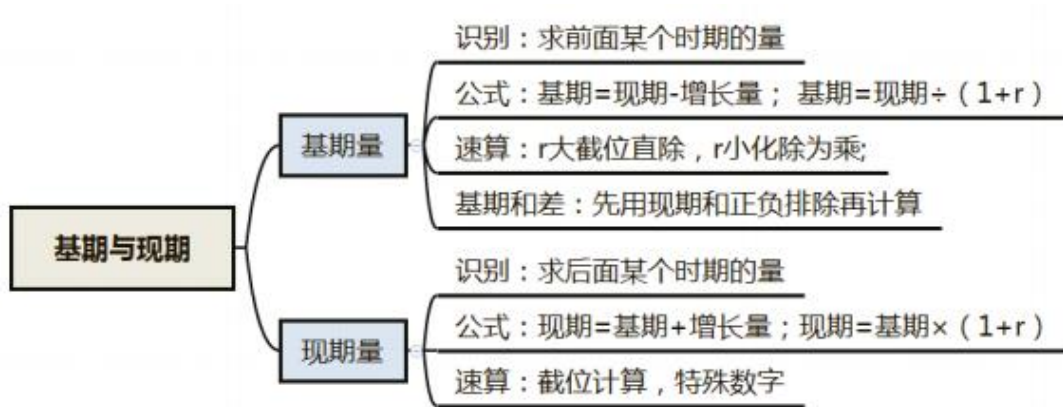 识别：求前面某个时期的量
公式：基期=现期-增长量； 基期=现期÷（1+r）
基期量
速算：r大截位直除，r小化除为乘;
基期和差：先用现期和正负排除再计算
基期与现期
识别：求后面某个时期的量
公式：现期=基期+增长量；现期=基期×（1+r）
现期量
速算：截位计算，特殊数字